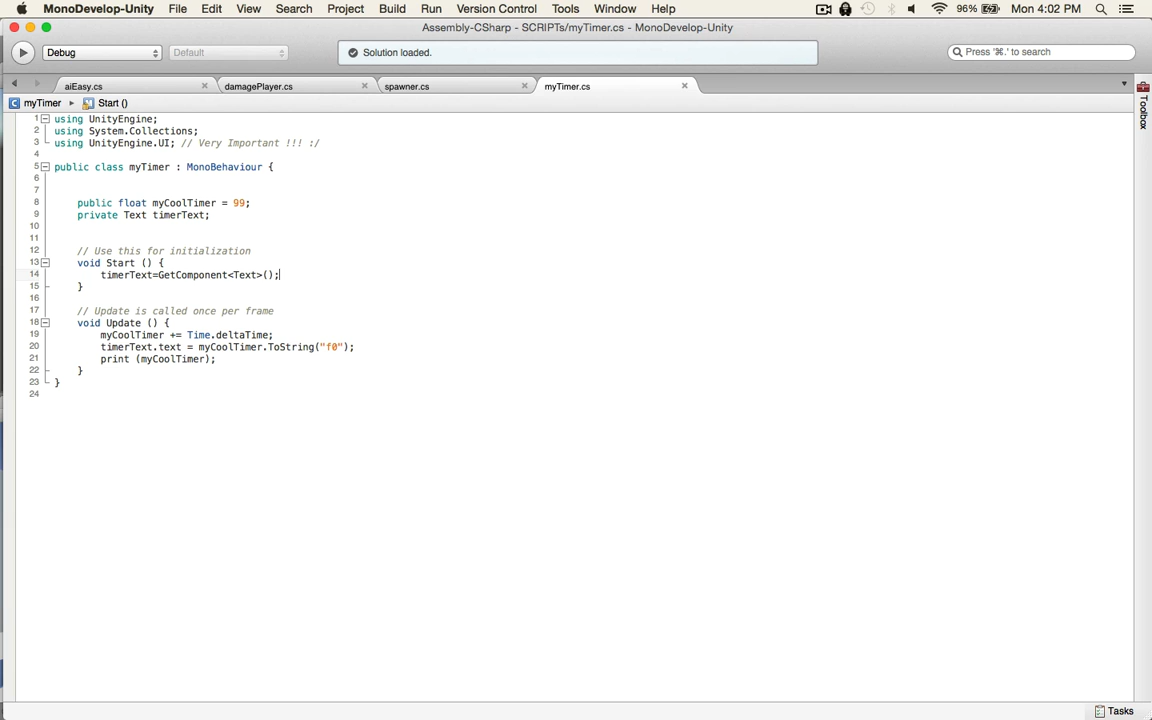 MonoDevelop-Unity File Edit View Search Project Build Run Version Control Tools Window Help 96% Mon 4:02 PM
Assembly-CSharp - SCRIPTs/myTimer.cs - MonoDevelop-Unity
Debug Default Solution loaded. Press '⌘.' to search
aiEasy.cs damagePlayer.cs spawner.cs myTimer.cs
myTimer Start ()
Toolbox
1 using UnityEngine;
2 using System.Collections;
3 using UnityEngine.UI; // Very Important !!! :/
4
5 public class myTimer : MonoBehaviour {
6
7
8 public float myCoolTimer = 99;
9 private Text timerText;
10
11
12 // Use this for initialization
13 void Start () {
14 timerText=GetComponent<Text>();
15 }
16
17 // Update is called once per frame
18 void Update () {
19 myCoolTimer += Time.deltaTime;
20 timerText.text = myCoolTimer.ToString("f0");
21 print (myCoolTimer);
22 }
23 }
24
Tasks